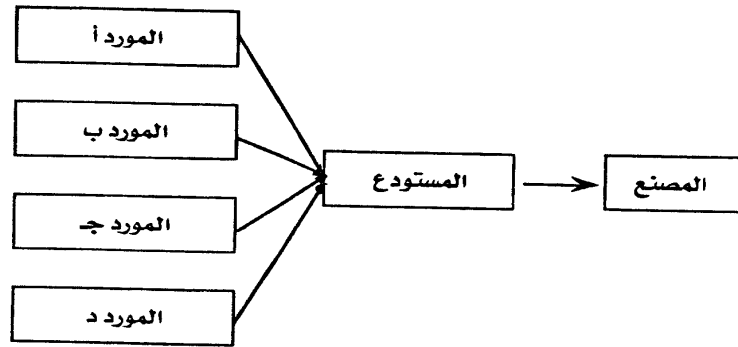 المورد أ
المورد ب
المورد جـ
المورد د
المستودع
المصنع